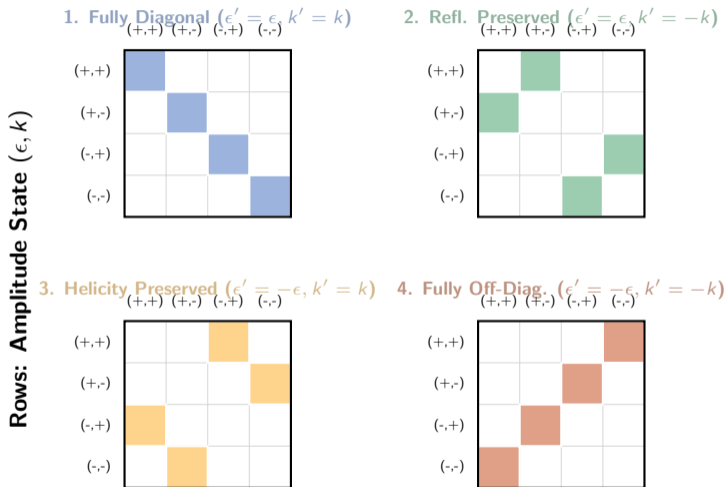 1. Fully Diagonal (ϵ′ = ϵ, k′ = k)
(+,+) (+,-) (-,+) (-,-)
(+,+)
(+,-)
(-,+)
(-,-)
2. Refl. Preserved (ϵ′ = ϵ, k′ = −k)
(+,+) (+,-) (-,+) (-,-)
(+,+)
(+,-)
(-,+)
(-,-)
Rows: Amplitude State (ϵ, k)
3. Helicity Preserved (ϵ′ = −ϵ, k′ = k)
(+,+) (+,-) (-,+) (-,-)
(+,+)
(+,-)
(-,+)
(-,-)
4. Fully Off-Diag. (ϵ′ = −ϵ, k′ = −k)
(+,+) (+,-) (-,+) (-,-)
(+,+)
(+,-)
(-,+)
(-,-)